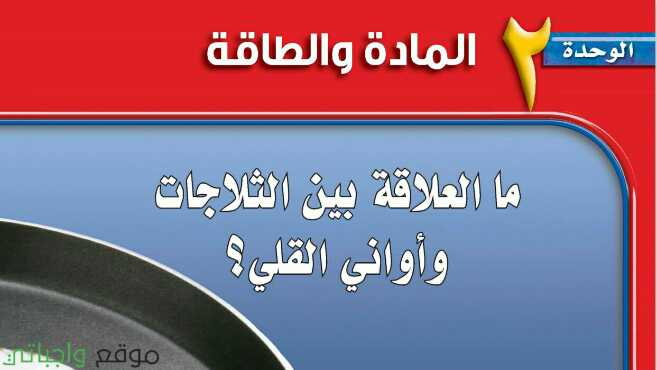 الوحدة ٢ المادة والطاقة
ما العلاقة بين الثلاجات
وأواني القلي؟
موقع واجباتي